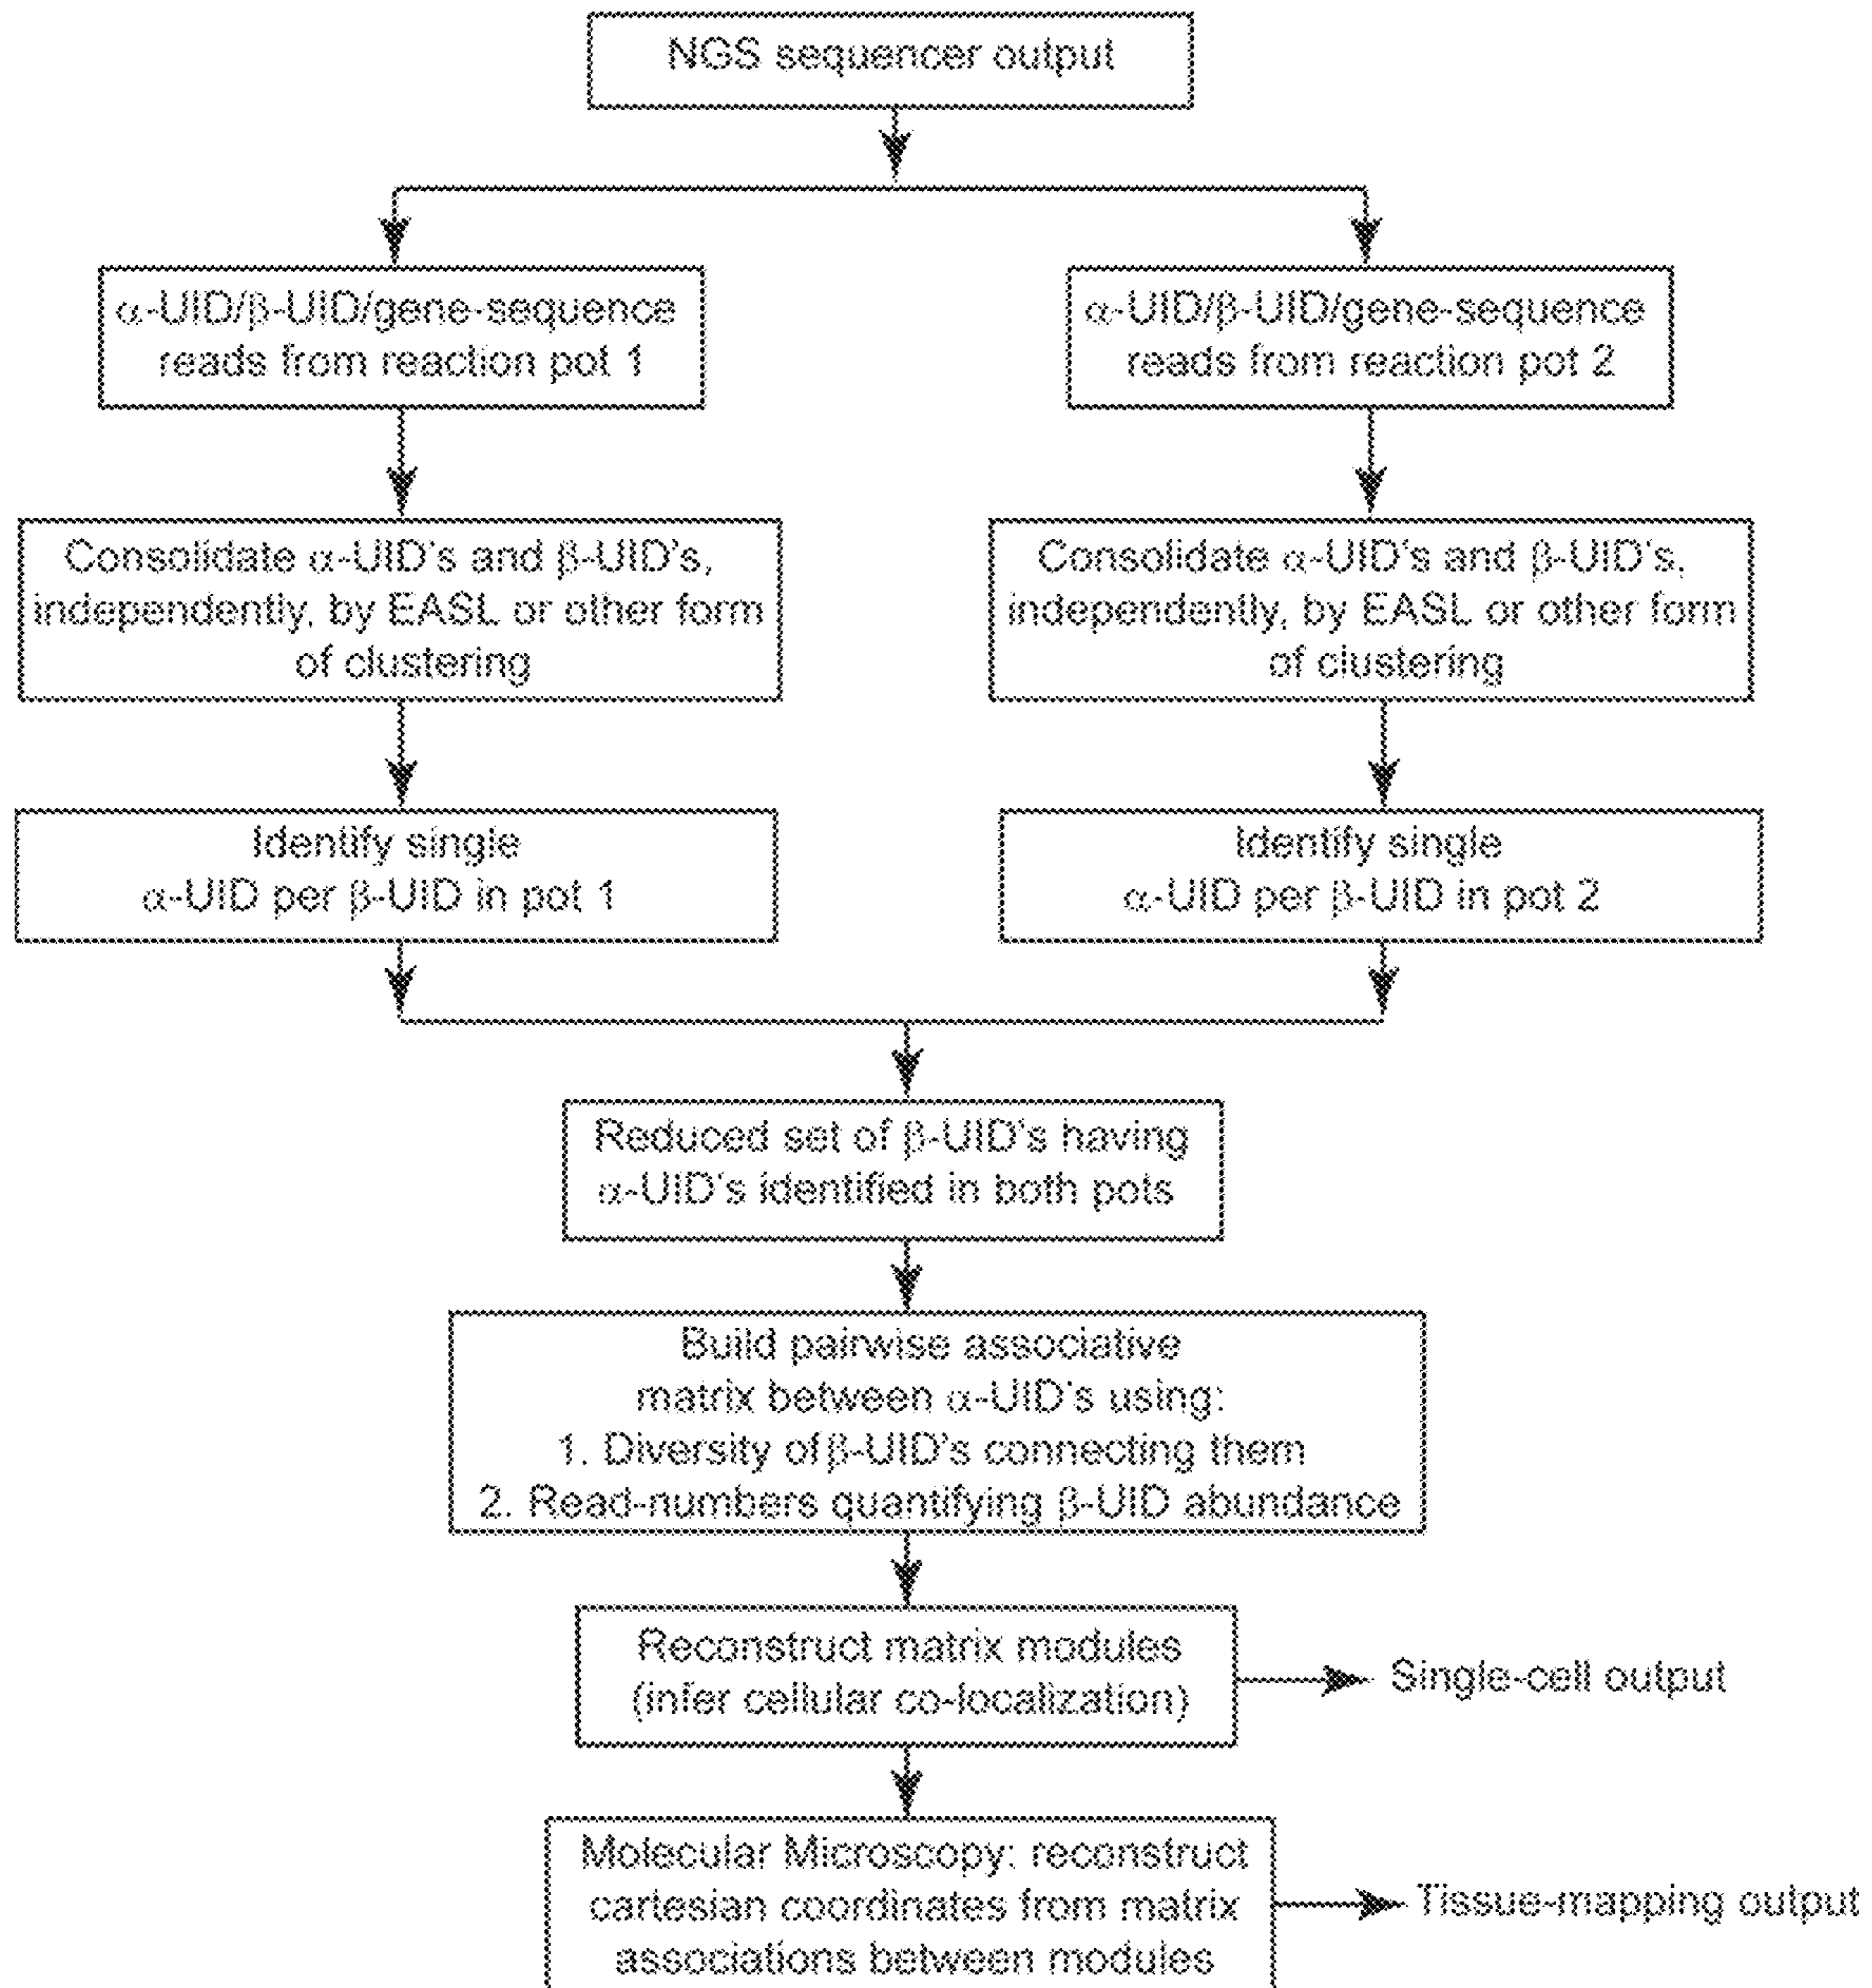 NGS sequencer output
α-UID/β-UID/gene-sequence
reads from reaction pot 1
α-UID/β-UID/gene-sequence
reads from reaction pot 2
Consolidate α-UID's and β-UID's,
independently, by EASL or other form
of clustering
Consolidate α-UID's and β-UID's,
independently, by EASL or other form
of clustering
Identify single
α-UID per β-UID in pot 1
Identify single
α-UID per β-UID in pot 2
Reduced set of β-UID's having
α-UID's identified in both pots
Build pairwise associative
matrix between α-UID's using:
1. Diversity of β-UID's connecting them
2. Read-numbers quantifying β-UID abundance
Reconstruct matrix modules
(infer cellular co-localization)
Single-cell output
Molecular Microscopy: reconstruct
cartesian coordinates from matrix
associations between modules
Tissue-mapping output